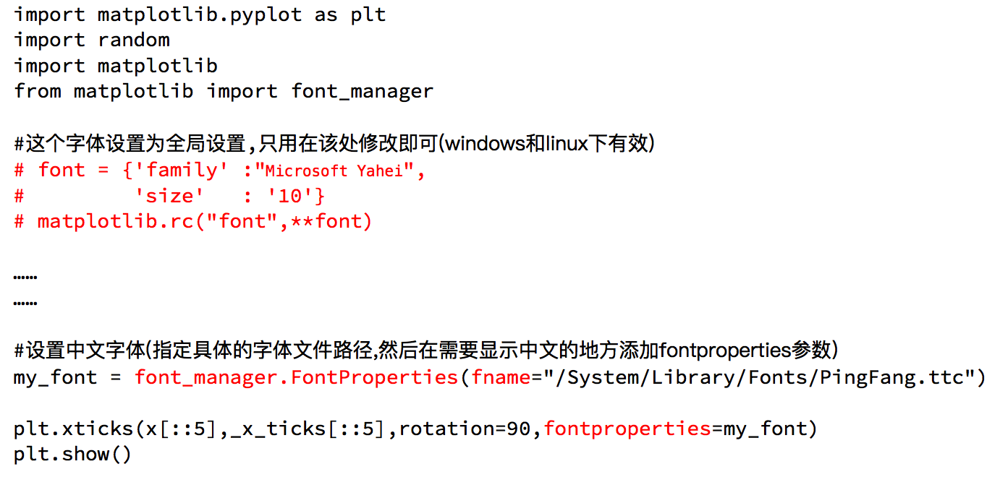 import matplotlib.pyplot as plt
import random
import matplotlib
from matplotlib import font_manager
#这个字体设置为全局设置,只用在该处修改即可(windows和linux下有效)
# font = {'family' :"Microsoft Yahei",
#         'size'   : '10'}
# matplotlib.rc("font",**font)
……
……
#设置中文字体(指定具体的字体文件路径,然后在需要显示中文的地方添加fontproperties参数)
my_font = font_manager.FontProperties(fname="/System/Library/Fonts/PingFang.ttc")
plt.xticks(x[::5],_x_ticks[::5],rotation=90,fontproperties=my_font)
plt.show()